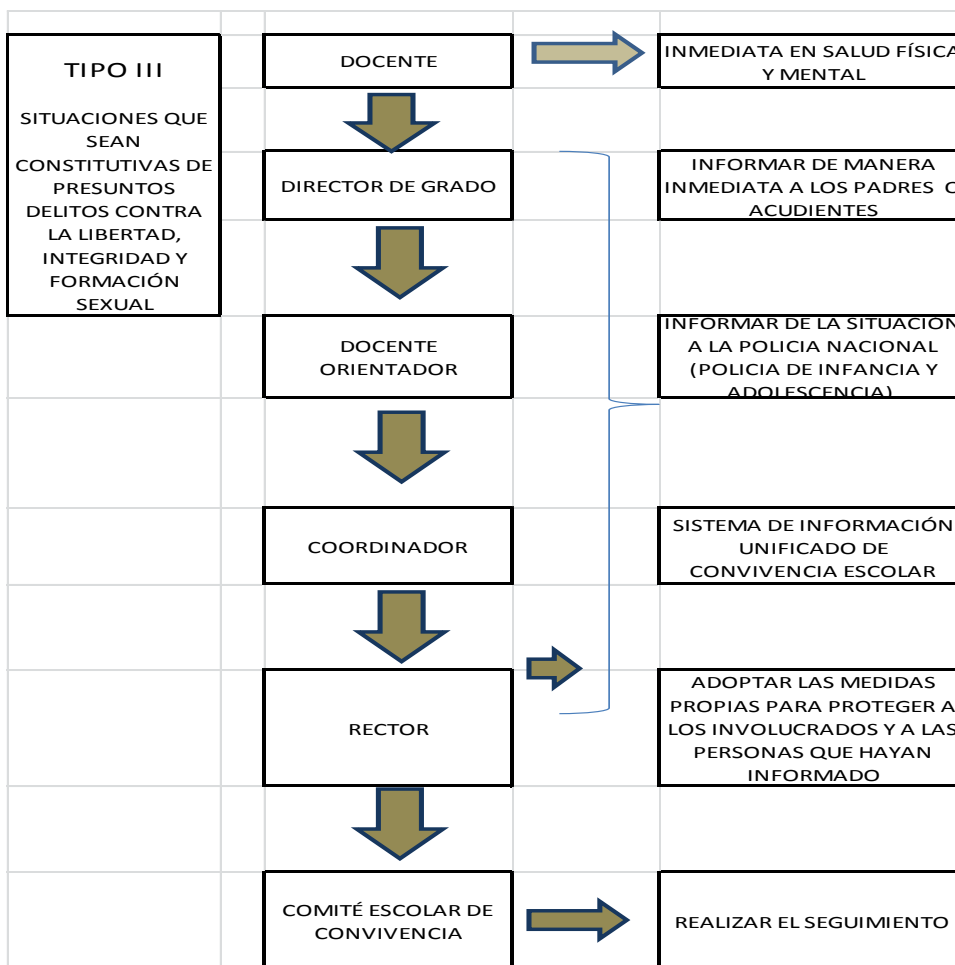 TIPO III
SITUACIONES QUE
SEAN
CONSTITUTIVAS DE
PRESUNTOS
DELITOS CONTRA
LA LIBERTAD,
INTEGRIDAD Y
FORMACIÓN
SEXUAL
DOCENTE
INMEDIATA EN SALUD FÍSICA
Y MENTAL
DIRECTOR DE GRADO
INFORMAR DE MANERA
INMEDIATA A LOS PADRES
ACUDIENTES
DOCENTE
ORIENTADOR
INFORMAR DE LA SITUACIÓN
A LA POLICIA NACIONAL
(POLICIA DE INFANCIA Y
ADOLESCENCIA)
COORDINADOR
SISTEMA DE INFORMACIÓN
UNIFICADO DE
CONVIVENCIA ESCOLAR
RECTOR
ADOPTAR LAS MEDIDAS
PROPIAS PARA PROTEGER A
LOS INVOLUCRADOS Y A LAS
PERSONAS QUE HAYAN
INFORMADO
COMITÉ ESCOLAR DE
CONVIVENCIA
REALIZAR EL SEGUIMIENTO